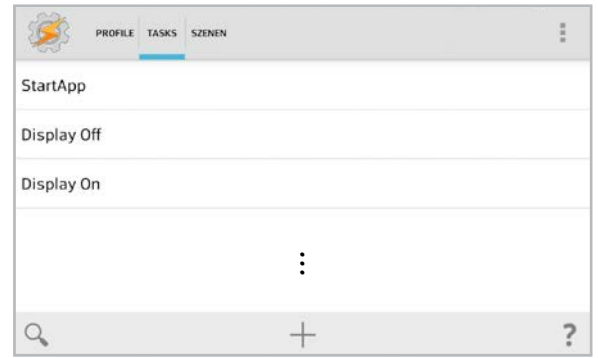 PROFILE TASKS SZENEN
StartApp
Display Off
Display On
⋮
?